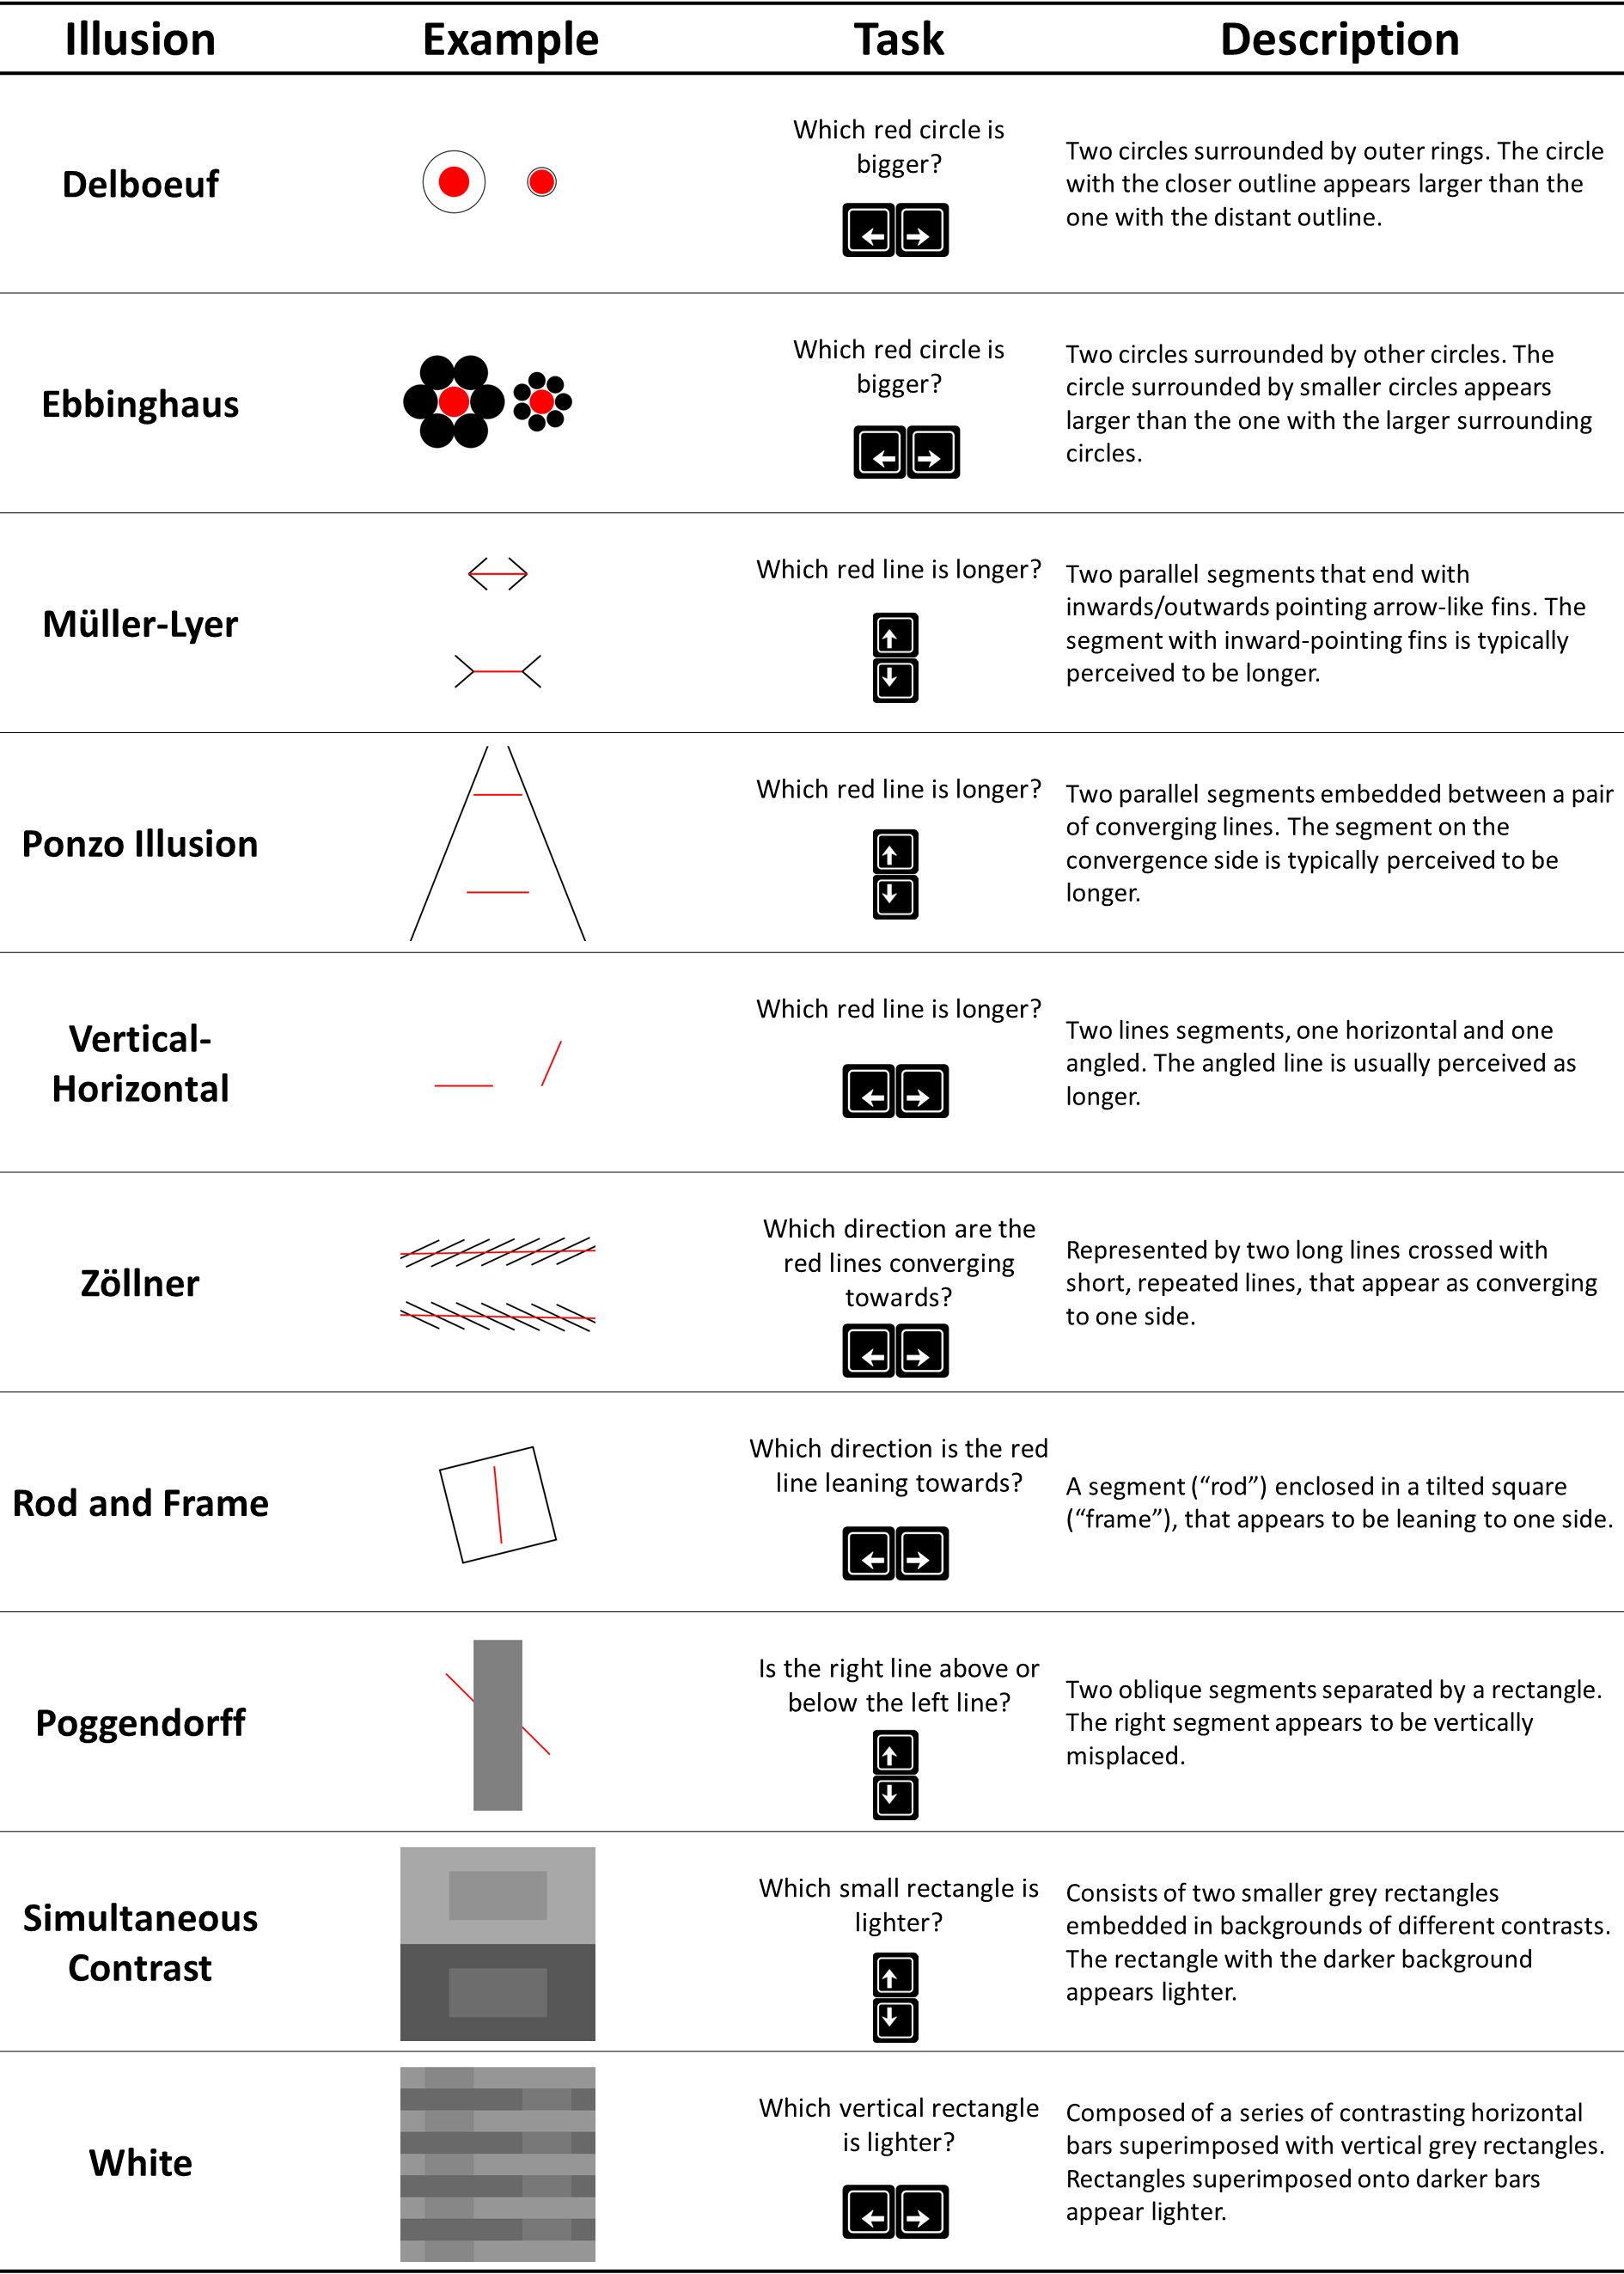 Illusion Example Task Description
Delboeuf
Which red circle is
bigger?
Two circles surrounded by outer rings. The circle
with the closer outline appears larger than the
one with the distant outline.
Ebbinghaus
Which red circle is
bigger?
Two circles surrounded by other circles. The
circle surrounded by smaller circles appears
larger than the one with the larger surrounding
circles.
Müller-Lyer
Which red line is longer?
Two parallel segments that end with
inwards/outwards pointing arrow-like fins. The
segment with inward-pointing fins is typically
perceived to be longer.
Ponzo Illusion
Which red line is longer?
Two parallel segments embedded between a pair
of converging lines. The segment on the
convergence side is typically perceived to be
longer.
Vertical-
Horizontal
Which red line is longer?
Two lines segments, one horizontal and one
angled. The angled line is usually perceived as
longer.
Zöllner
Which direction are the
red lines converging
towards?
Represented by two long lines crossed with
short, repeated lines, that appear as converging
to one side.
Rod and Frame
Which direction is the red
line leaning towards?
A segment (“rod”) enclosed in a tilted square
(“frame”), that appears to be leaning to one side.
Poggendorff
Is the right line above or
below the left line?
Two oblique segments separated by a rectangle.
The right segment appears to be vertically
misplaced.
Simultaneous
Contrast
Which small rectangle is
lighter?
Consists of two smaller grey rectangles
embedded in backgrounds of different contrasts.
The rectangle with the darker background
appears lighter.
White
Which vertical rectangle
is lighter?
Composed of a series of contrasting horizontal
bars superimposed with vertical grey rectangles.
Rectangles superimposed onto darker bars
appear lighter.